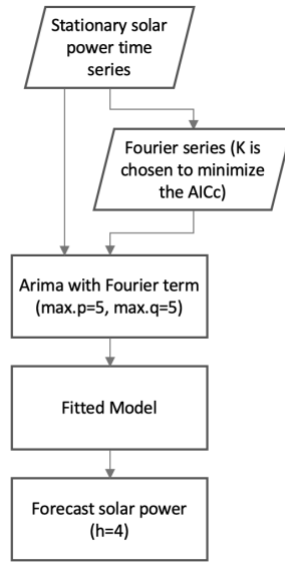 Stationary solar
power time
series
Fourier series (K is
chosen to minimize
the AICc)
Arima with Fourier term
(max.p=5, max.q=5)
Fitted Model
Forecast solar power
(h=4)